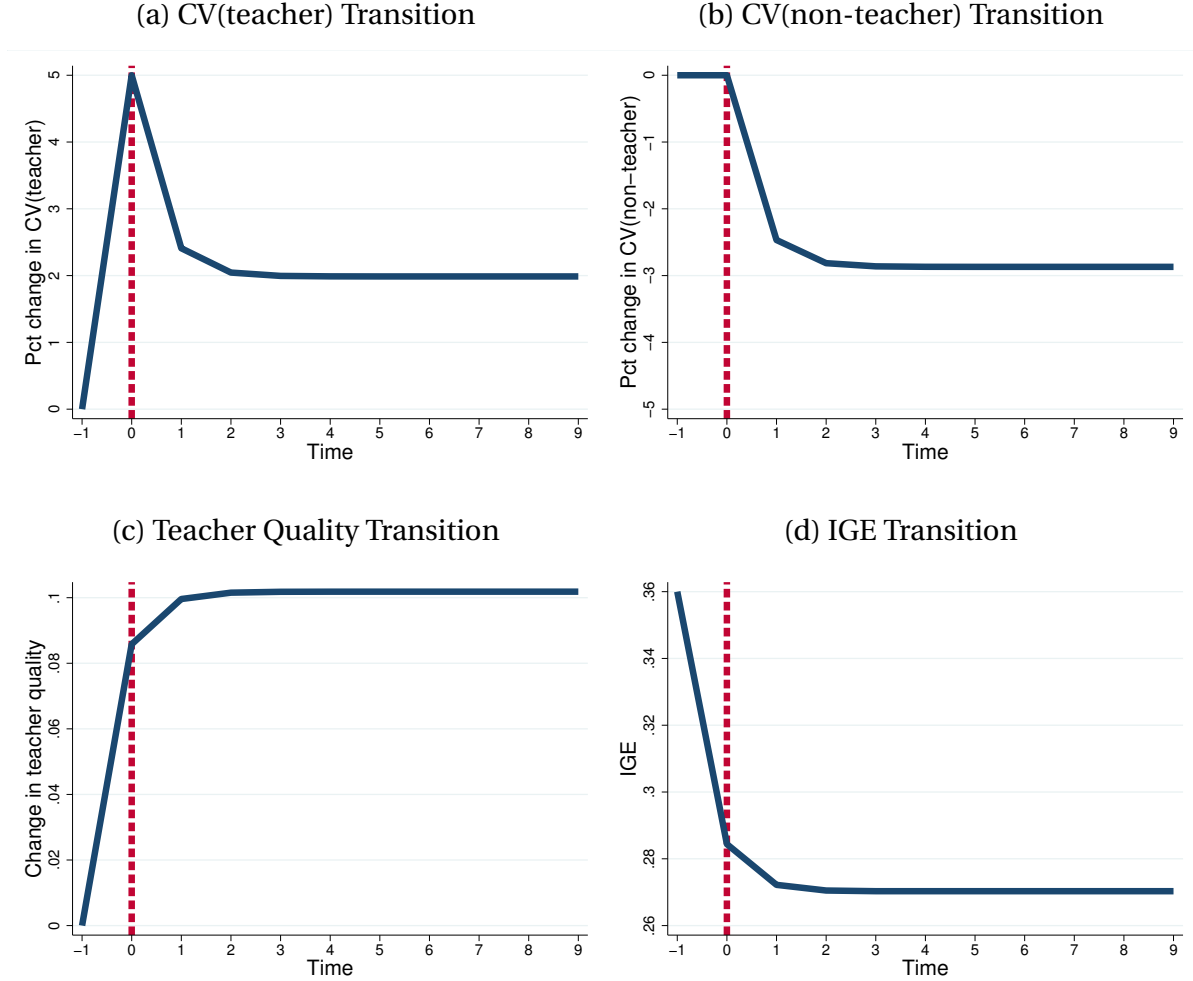 (a) CV(teacher) Transition
Pct change in CV(teacher)
5
4
3
2
1
0
−1 0 1 2 3 4 5 6 7 8 9
Time
(b) CV(non-teacher) Transition
Pct change in CV(non−teacher)
0
−1
−2
−3
−4
−5
−1 0 1 2 3 4 5 6 7 8 9
Time
(c) Teacher Quality Transition
Change in teacher quality
.1
.08
.06
.04
.02
0
−1 0 1 2 3 4 5 6 7 8 9
Time
(d) IGE Transition
IGE
.36
.34
.32
.3
.28
.26
−1 0 1 2 3 4 5 6 7 8 9
Time